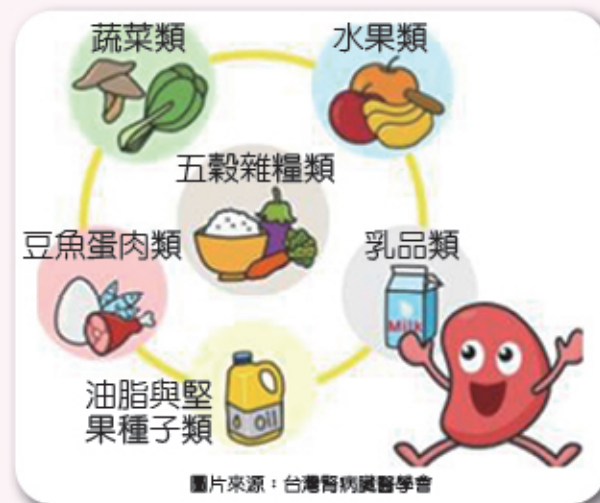 蔬菜類
水果類
五穀雜糧類
豆魚蛋肉類
乳品類
Milk
油脂與堅
果種子類
oil
圖片來源：台灣腎病臟醫學會